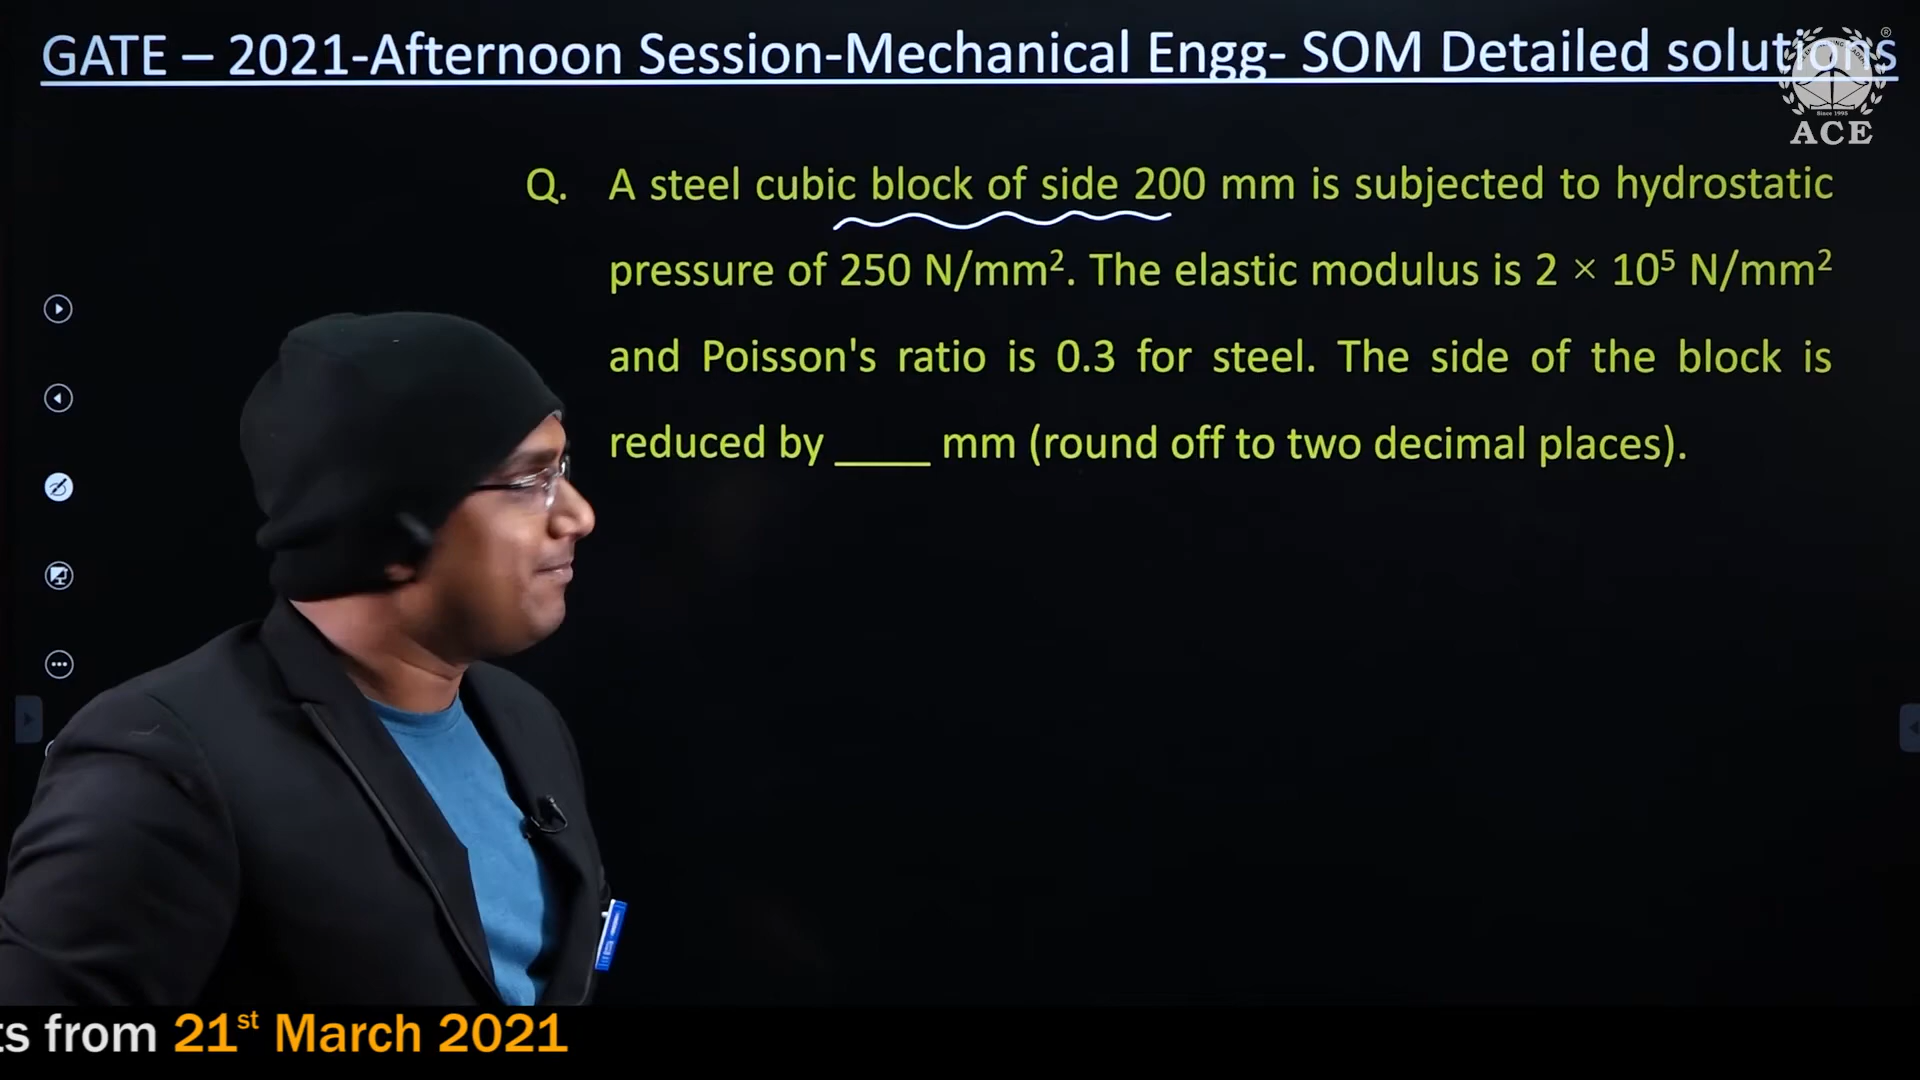 GATE – 2021-Afternoon Session-Mechanical Engg- SOM Detailed solutions
®
Since 1995
ACE
Q. A steel cubic block of side 200 mm is subjected to hydrostatic
pressure of 250 N/mm². The elastic modulus is 2 × 10⁵ N/mm²
and Poisson's ratio is 0.3 for steel. The side of the block is
reduced by ____ mm (round off to two decimal places).
ts from 21st March 2021